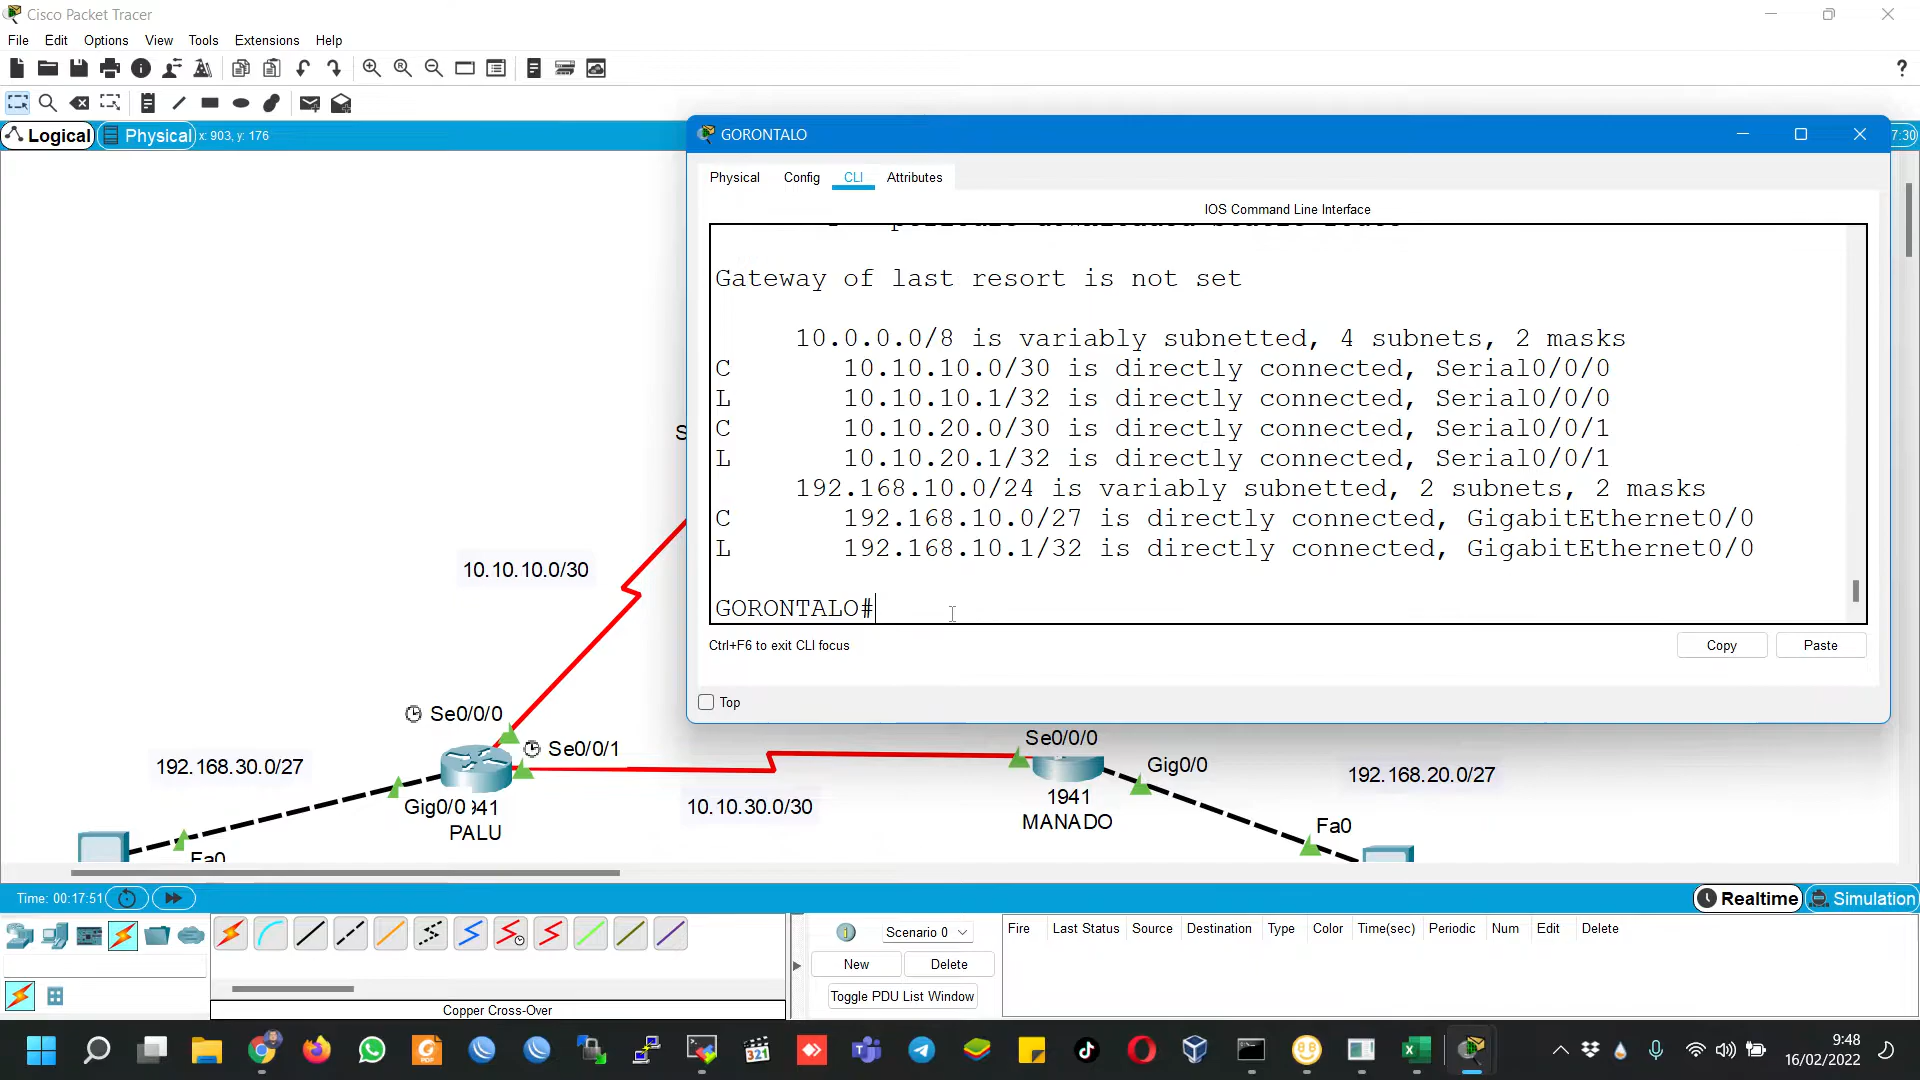 Cisco Packet Tracer
File Edit Options View Tools Extensions Help
Logical Physical x: 903, y: 176
7:30
GORONTALO
Physical Config CLI Attributes
IOS Command Line Interface
Gateway of last resort is not set
10.0.0.0/8 is variably subnetted, 4 subnets, 2 masks
C 10.10.10.0/30 is directly connected, Serial0/0/0
L 10.10.10.1/32 is directly connected, Serial0/0/0
C 10.10.20.0/30 is directly connected, Serial0/0/1
L 10.10.20.1/32 is directly connected, Serial0/0/1
192.168.10.0/24 is variably subnetted, 2 subnets, 2 masks
C 192.168.10.0/27 is directly connected, GigabitEthernet0/0
L 192.168.10.1/32 is directly connected, GigabitEthernet0/0
GORONTALO#
Ctrl+F6 to exit CLI focus
Copy Paste
Top
S
10.10.10.0/30
Se0/0/0
Se0/0/1
192.168.30.0/27
Gig0/0
941
PALU
10.10.30.0/30
Se0/0/0
Gig0/0
1941
MANADO
192.168.20.0/27
Fa0
Fa0
Time: 00:17:51
Realtime Simulation
Scenario 0
New Delete
Toggle PDU List Window
Fire Last Status Source Destination Type Color Time(sec) Periodic Num Edit Delete
Copper Cross-Over
9:48
16/02/2022